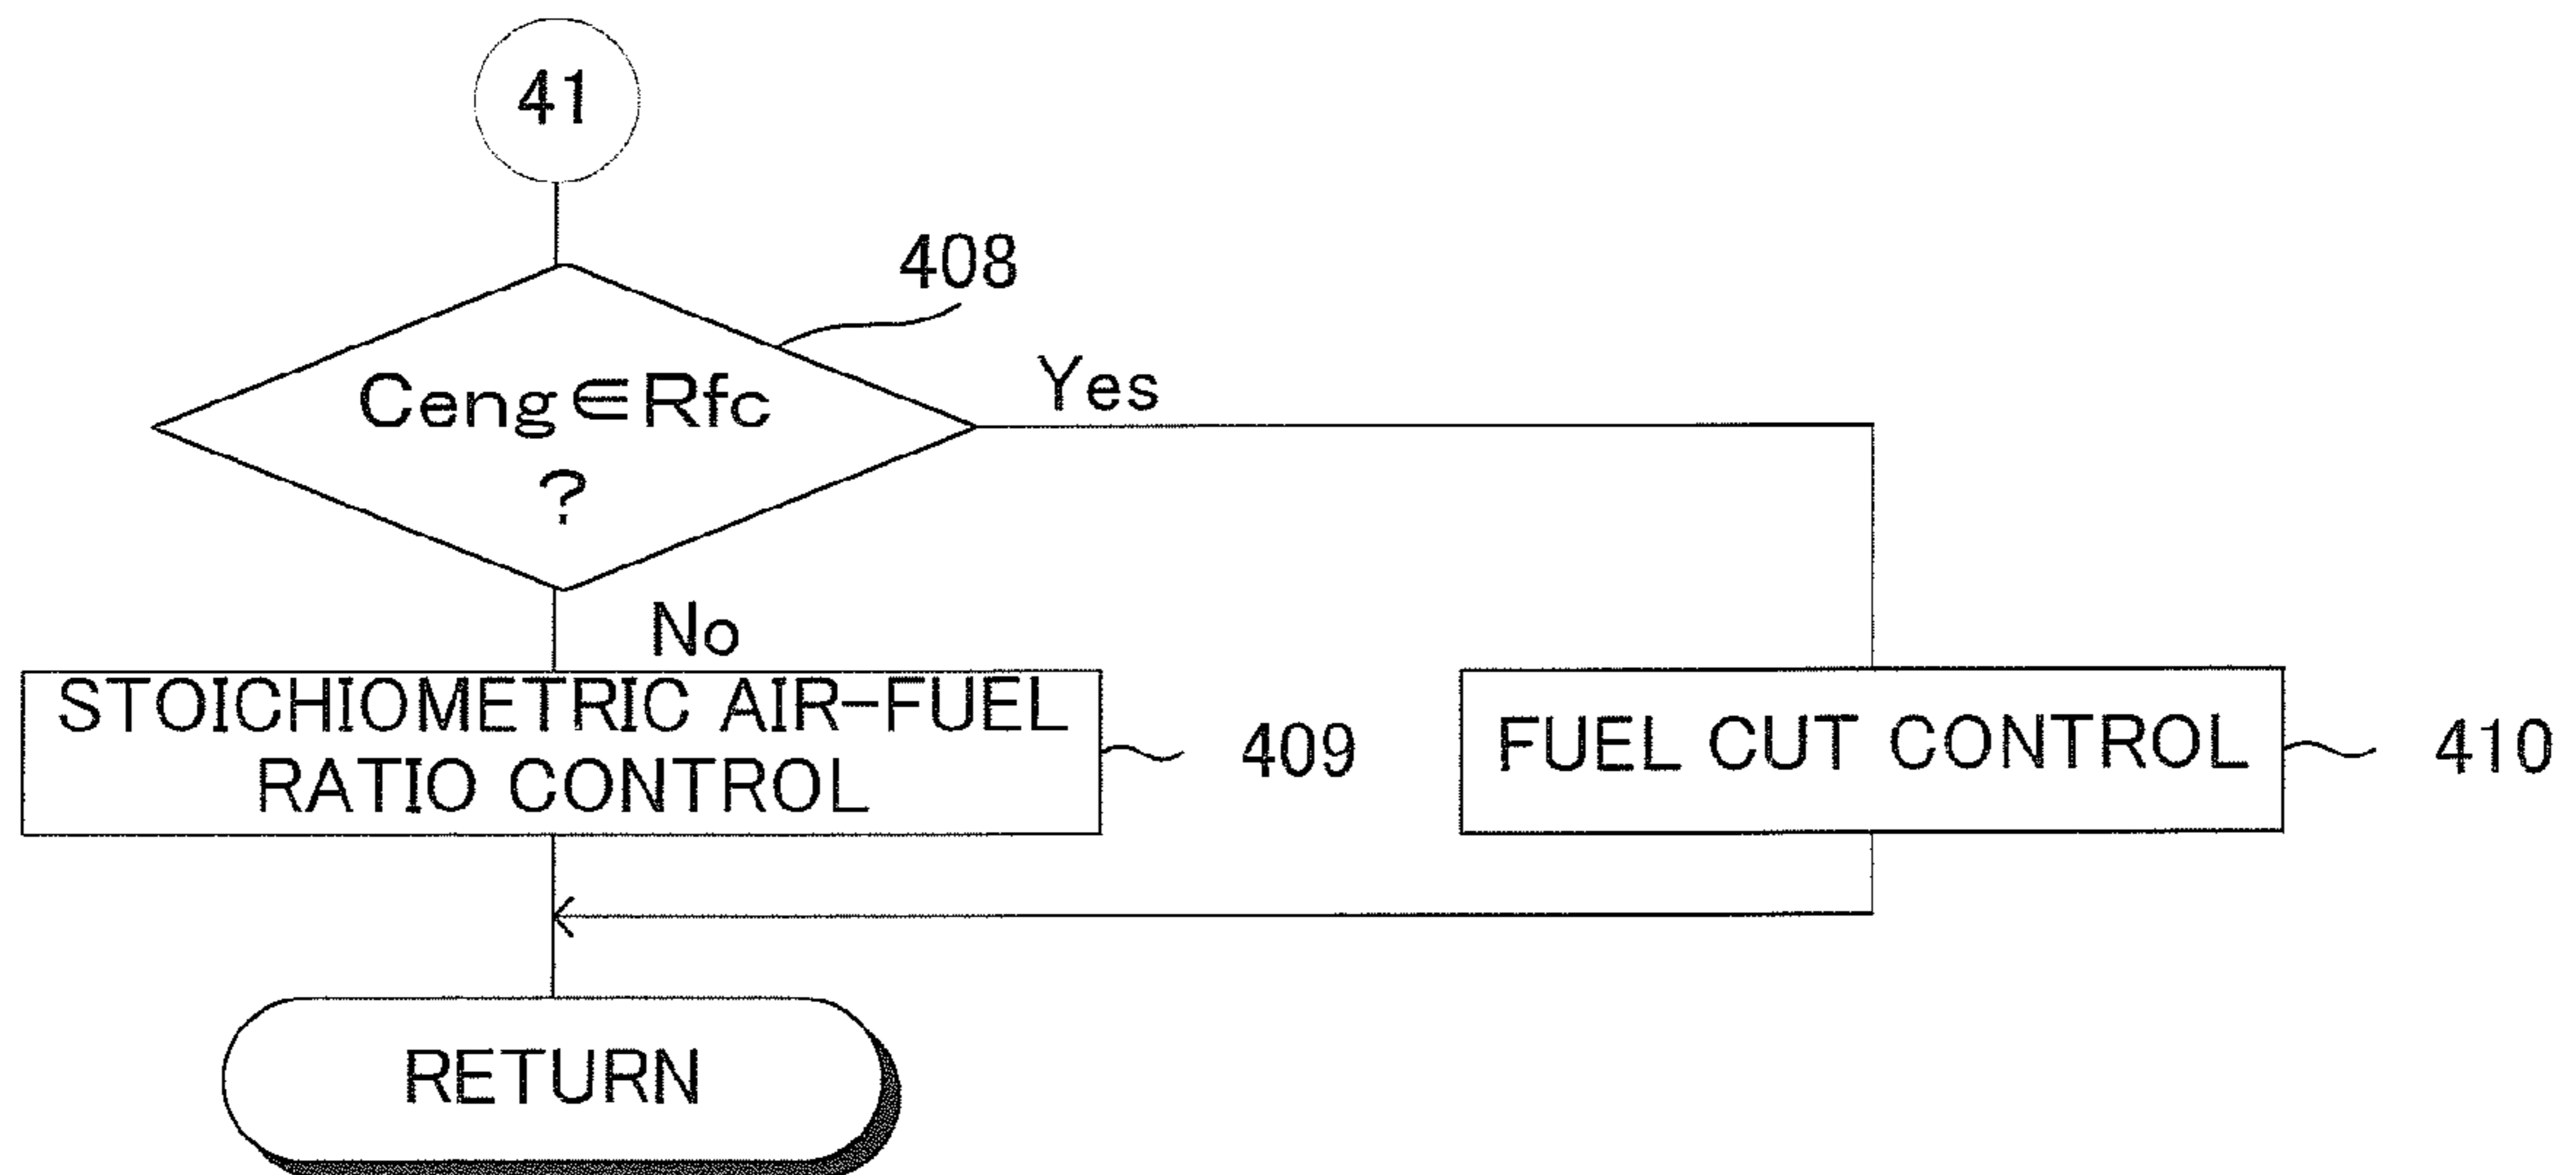 41
408
Ceng∈Rfc
?
Yes
No
STOICHIOMETRIC AIR-FUEL
RATIO CONTROL
409
FUEL CUT CONTROL
410
RETURN